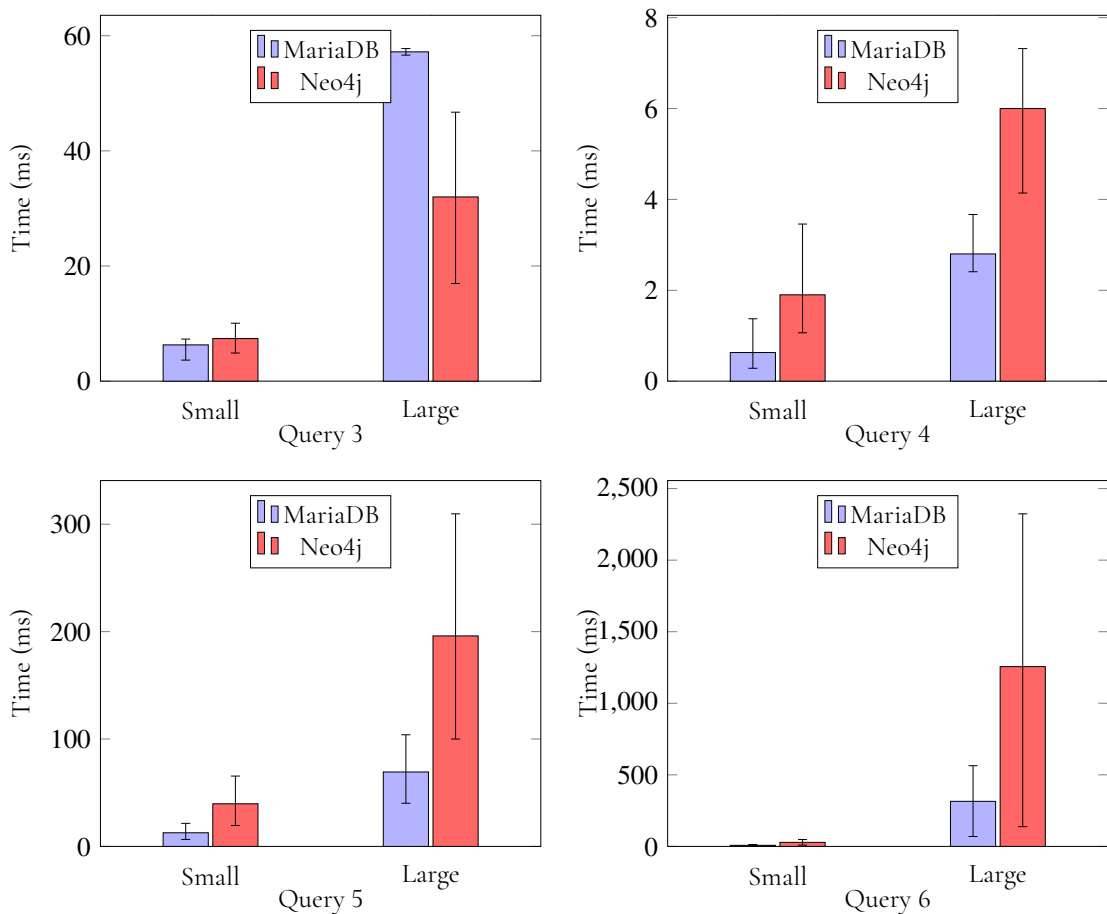 Time (ms)
60
40
20
0
MariaDB
Neo4j
Small
Large
Query 3
Time (ms)
8
6
4
2
0
MariaDB
Neo4j
Small
Large
Query 4
Time (ms)
300
200
100
0
MariaDB
Neo4j
Small
Large
Query 5
Time (ms)
2,500
2,000
1,500
1,000
500
0
MariaDB
Neo4j
Small
Large
Query 6